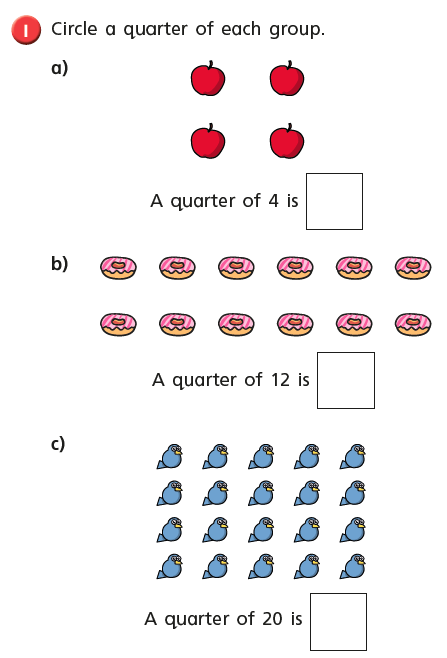 1 Circle a quarter of each group.
a)
A quarter of 4 is
b)
A quarter of 12 is
c)
A quarter of 20 is